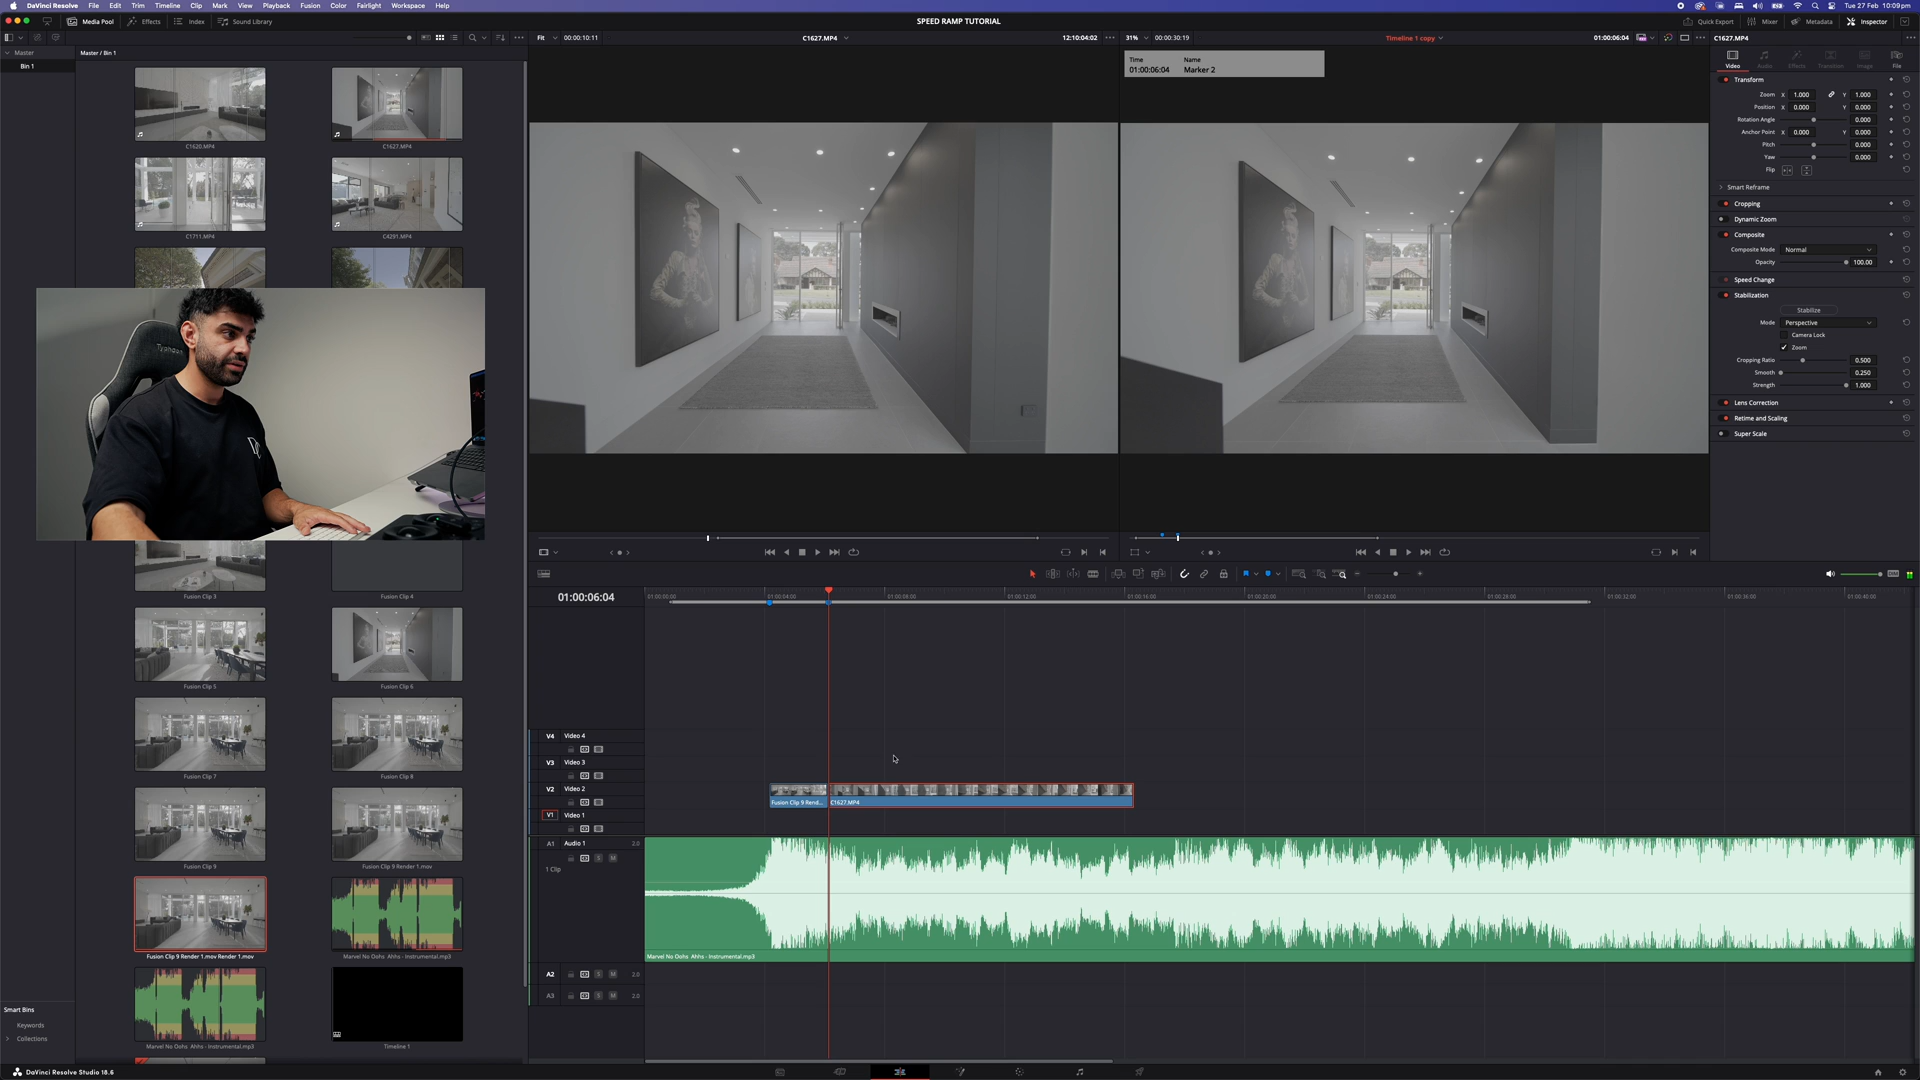 DaVinci Resolve File Edit Trim Timeline Clip Mark View Playback Fusion Color Fairlight Workspace Help
Tue 27 Feb 10:09pm
Media Pool Effects Index Sound Library
SPEED RAMP TUTORIAL
Quick Export Mixer Metadata Inspector
Fit 00:00:10:11 C1627.MP4 12:10:04:02
31% 00:00:30:19 Timeline 1 copy 01:00:06:04
C1627.MP4
Master
Bin 1
Master / Bin 1
Time Name
01:00:06:04 Marker 2
Video Audio Effects Transition Image File
Transform
Zoom X 1.000 Y 1.000
Position X 0.000 Y 0.000
Rotation Angle 0.000
Anchor Point X 0.000 Y 0.000
Pitch 0.000
Yaw 0.000
Flip
Smart Reframe
Cropping
Dynamic Zoom
Composite
Composite Mode Normal
Opacity 100.00
Speed Change
Stabilization
Stabilize
Mode Perspective
Camera Lock
Zoom
Cropping Ratio 0.500
Smooth 0.250
Strength 1.000
Lens Correction
Retime and Scaling
Super Scale
C1620.MP4 C1627.MP4
C1711.MP4 C4291.MP4
Typhoon
Fusion Clip 3 Fusion Clip 4
Fusion Clip 5 Fusion Clip 6
Fusion Clip 7 Fusion Clip 8
Fusion Clip 9 Fusion Clip 9 Render 1.mov
Fusion Clip 9 Render 1.mov Render 1.mov Marvel No Oohs Ahhs - Instrumental.mp3
Marvel No Oohs Ahhs - Instrumental.mp3 Timeline 1
Smart Bins
Keywords
Collections
DaVinci Resolve Studio 18.6
01:00:06:04
01:00:00:00 01:00:04:00 01:00:08:00 01:00:12:00 01:00:16:00 01:00:20:00 01:00:24:00 01:00:28:00 01:00:32:00 01:00:36:00 01:00:40:00
DIM
V4 Video 4
V3 Video 3
V2 Video 2
Fusion Clip 9 Rend... C1627.MP4
V1 Video 1
A1 Audio 1 2.0
S M
1 Clip
Marvel No Oohs Ahhs - Instrumental.mp3
A2 S M 2.0
A3 S M 2.0